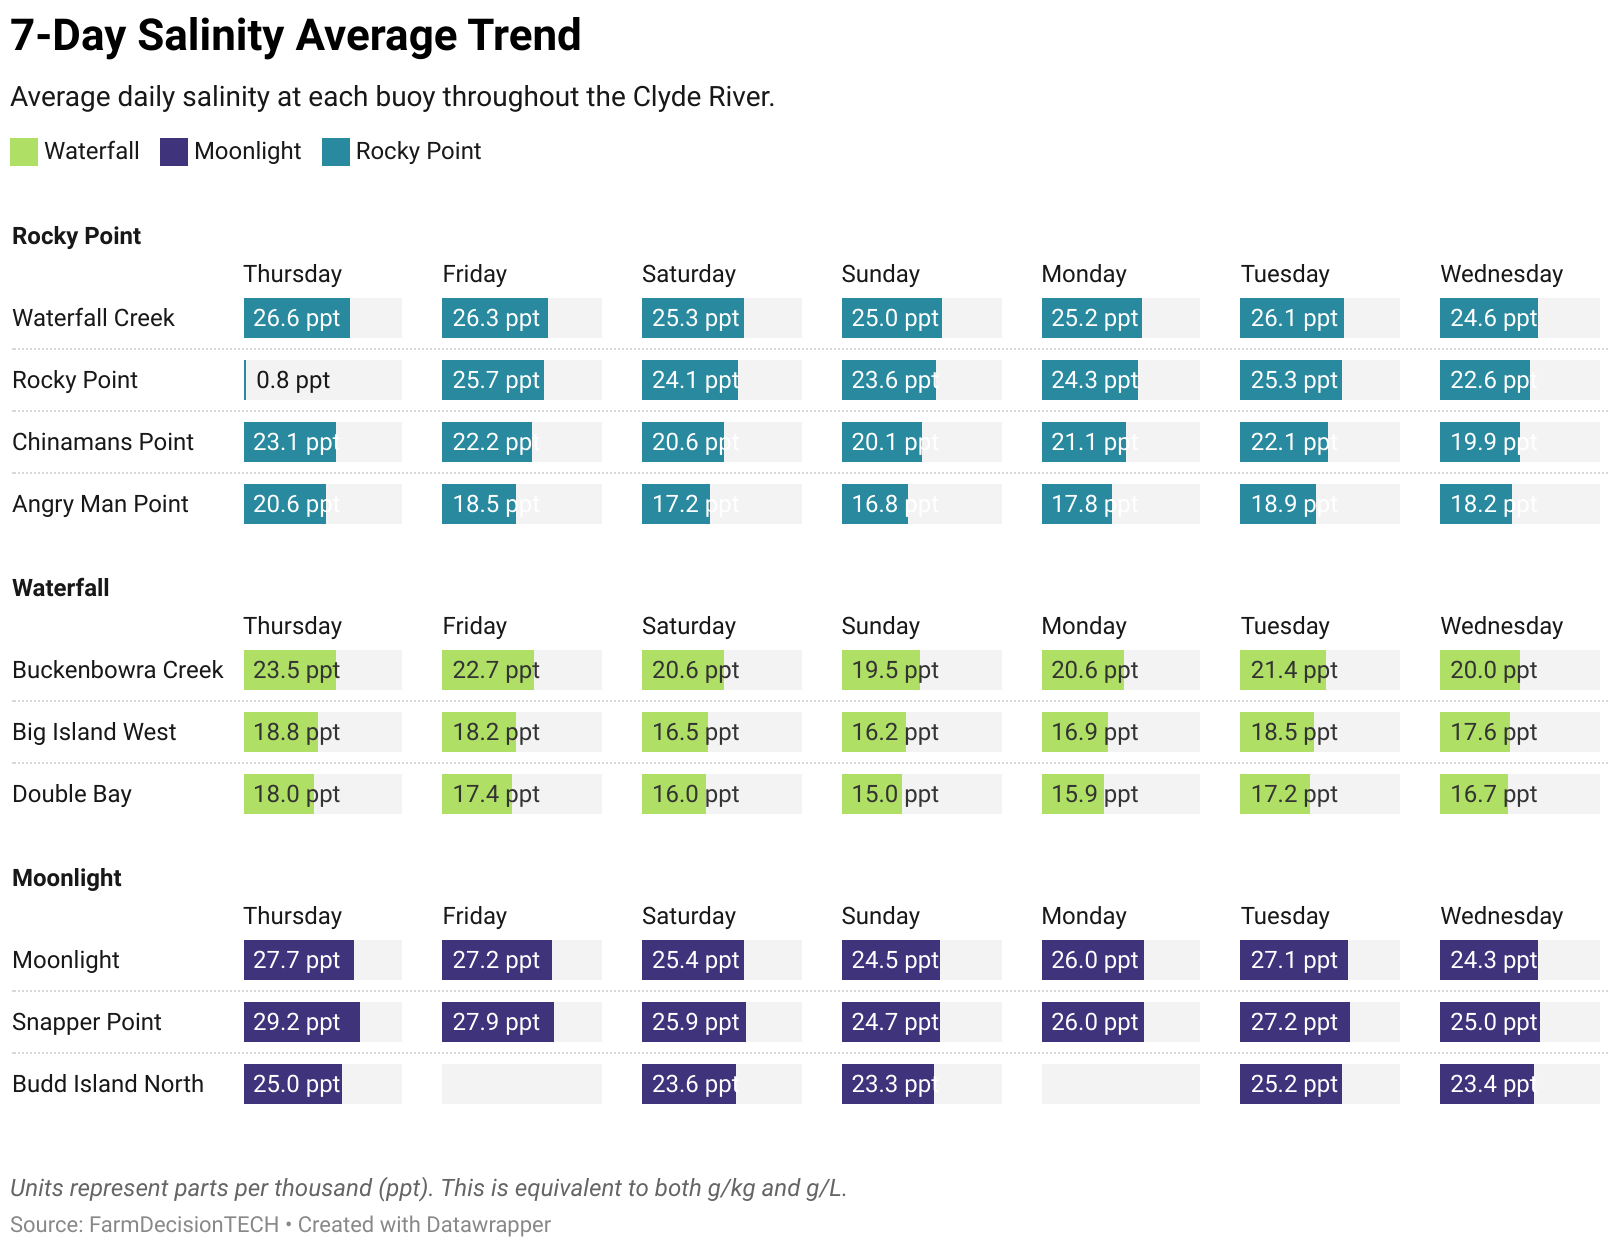 7-Day Salinity Average Trend
Average daily salinity at each buoy throughout the Clyde River.
Waterfall Moonlight Rocky Point
Rocky Point
Thursday Friday Saturday Sunday Monday Tuesday Wednesday
Waterfall Creek 26.6 ppt 26.3 ppt 25.3 ppt 25.0 ppt 25.2 ppt 26.1 ppt 24.6 ppt
Rocky Point 0.8 ppt 25.7 ppt 24.1 ppt 23.6 ppt 24.3 ppt 25.3 ppt 22.6 ppt
Chinamans Point 23.1 ppt 22.2 ppt 20.6 ppt 20.1 ppt 21.1 ppt 22.1 ppt 19.9 ppt
Angry Man Point 20.6 ppt 18.5 ppt 17.2 ppt 16.8 ppt 17.8 ppt 18.9 ppt 18.2 ppt
Waterfall
Thursday Friday Saturday Sunday Monday Tuesday Wednesday
Buckenbowra Creek 23.5 ppt 22.7 ppt 20.6 ppt 19.5 ppt 20.6 ppt 21.4 ppt 20.0 ppt
Big Island West 18.8 ppt 18.2 ppt 16.5 ppt 16.2 ppt 16.9 ppt 18.5 ppt 17.6 ppt
Double Bay 18.0 ppt 17.4 ppt 16.0 ppt 15.0 ppt 15.9 ppt 17.2 ppt 16.7 ppt
Moonlight
Thursday Friday Saturday Sunday Monday Tuesday Wednesday
Moonlight 27.7 ppt 27.2 ppt 25.4 ppt 24.5 ppt 26.0 ppt 27.1 ppt 24.3 ppt
Snapper Point 29.2 ppt 27.9 ppt 25.9 ppt 24.7 ppt 26.0 ppt 27.2 ppt 25.0 ppt
Budd Island North 25.0 ppt 23.6 ppt 23.3 ppt 25.2 ppt 23.4 ppt
Units represent parts per thousand (ppt). This is equivalent to both g/kg and g/L.
Source: FarmDecisionTECH • Created with Datawrapper